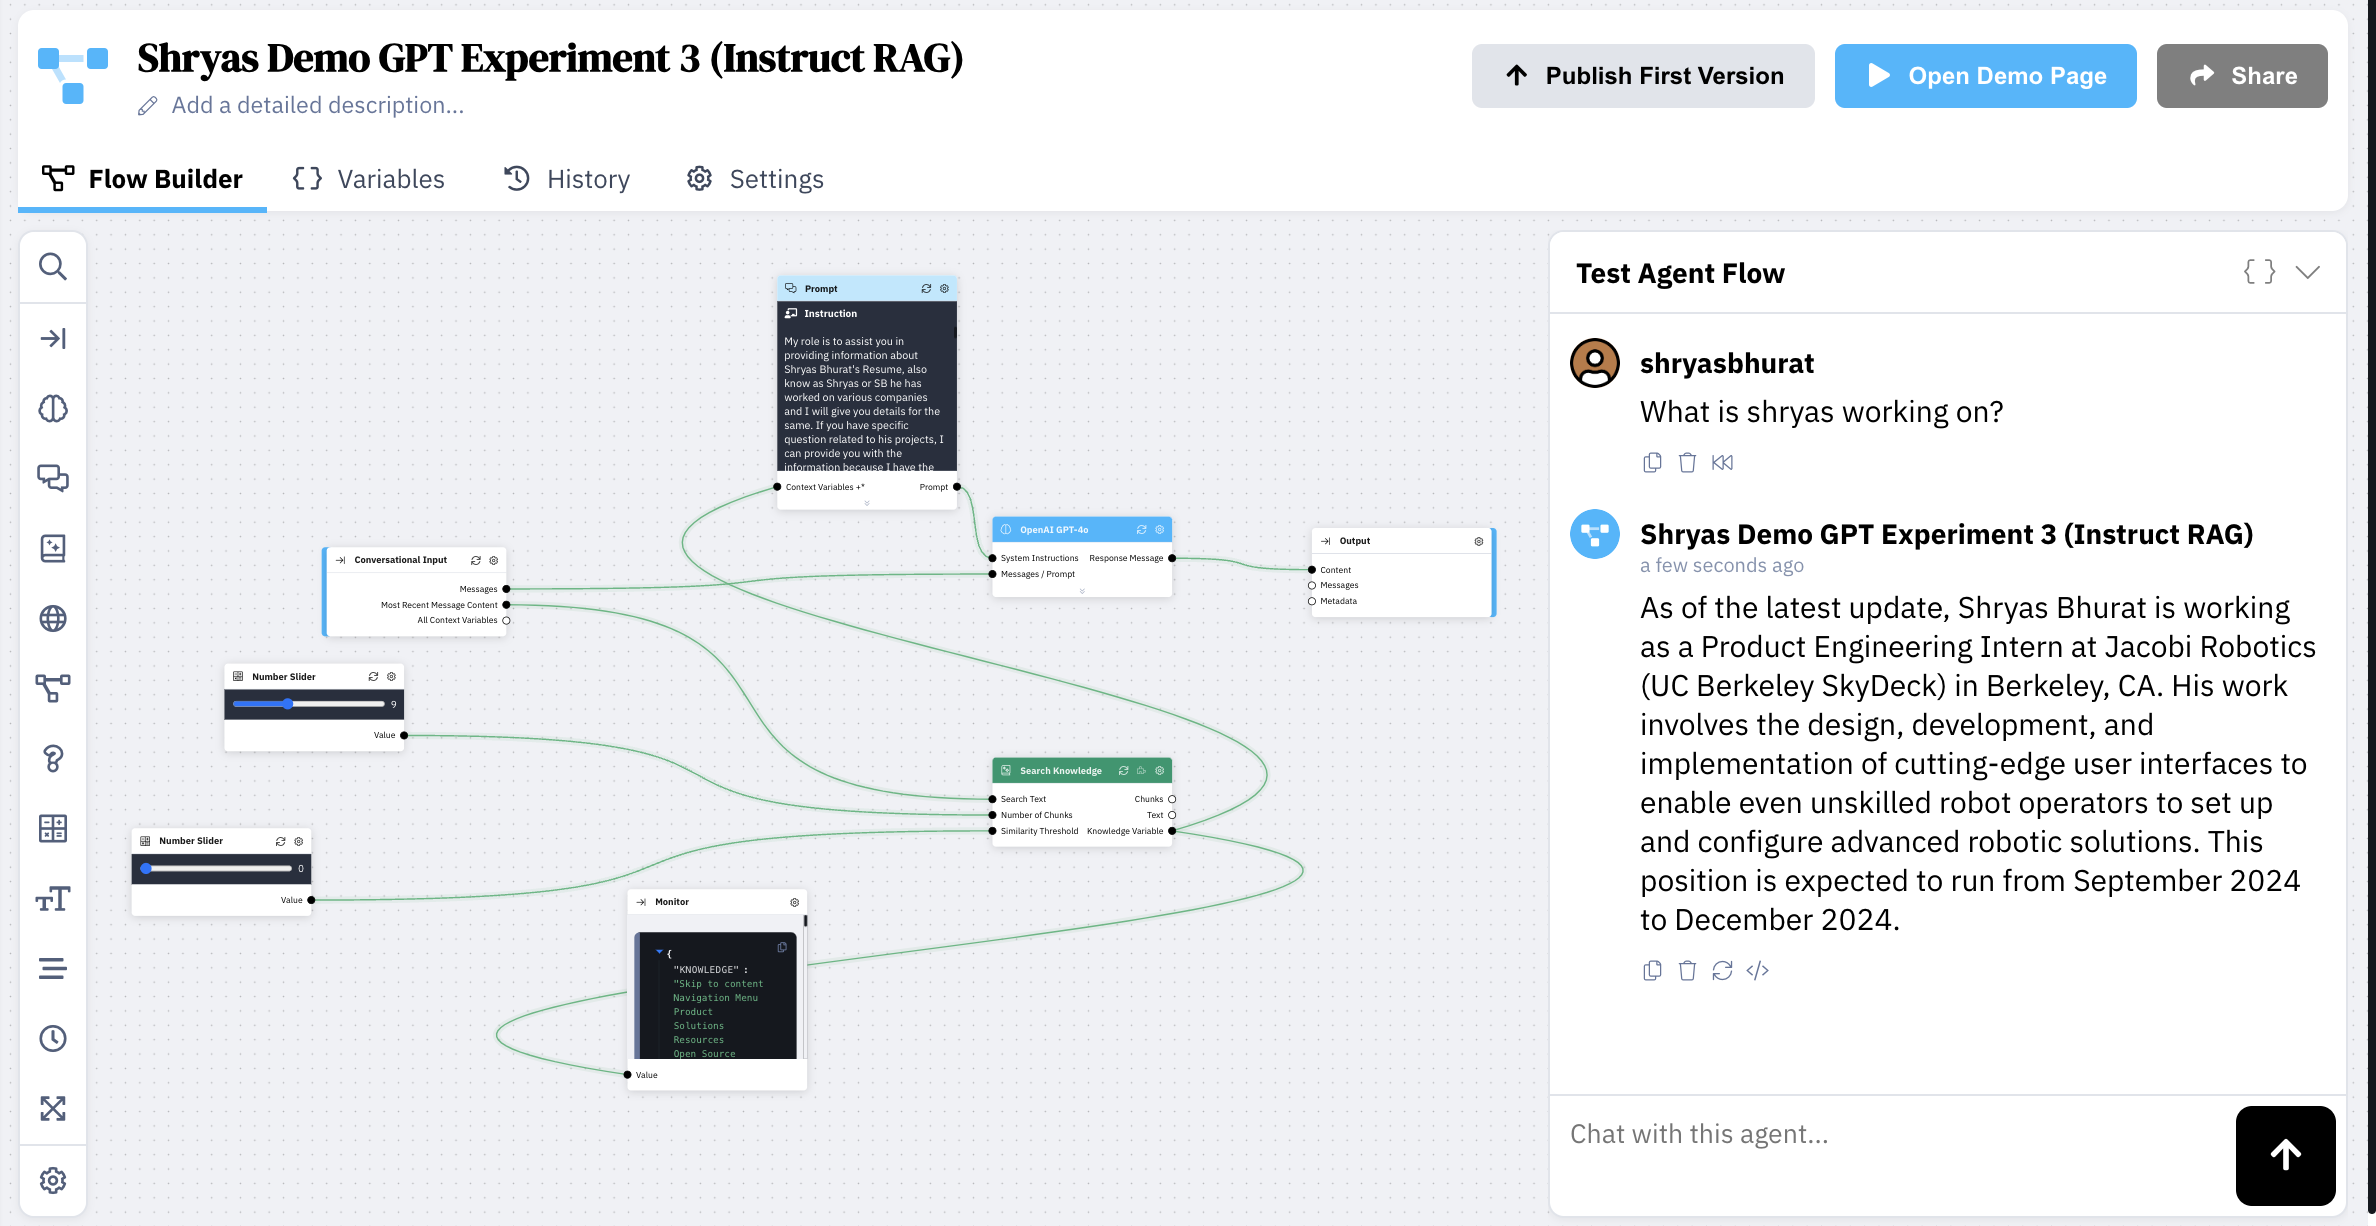 Shryas Demo GPT Experiment 3 (Instruct RAG)
Add a detailed description...
Publish First Version
Open Demo Page
Share
Flow Builder
Variables
History
Settings
Prompt
Instruction
My role is to assist you in
providing information about
Shryas Bhurat's Resume, also
know as Shryas or SB he has
worked on various companies
and I will give you details for the
same. If you have specific
question related to his projects, I
can provide you with the
information because I have the
Context Variables +*
Prompt
OpenAI GPT-4o
System Instructions
Response Message
Messages / Prompt
Output
Content
Messages
Metadata
Conversational Input
Messages
Most Recent Message Content
All Context Variables
Number Slider
9
Value
Search Knowledge
Search Text
Chunks
Number of Chunks
Text
Similarity Threshold
Knowledge Variable
Number Slider
0
Value
Monitor
{
"KNOWLEDGE" :
"Skip to content
Navigation Menu
Product
Solutions
Resources
Open Source
Value
Test Agent Flow
{ }
shryasbhurat
What is shryas working on?
Shryas Demo GPT Experiment 3 (Instruct RAG)
a few seconds ago
As of the latest update, Shryas Bhurat is working
as a Product Engineering Intern at Jacobi Robotics
(UC Berkeley SkyDeck) in Berkeley, CA. His work
involves the design, development, and
implementation of cutting-edge user interfaces to
enable even unskilled robot operators to set up
and configure advanced robotic solutions. This
position is expected to run from September 2024
to December 2024.
Chat with this agent...